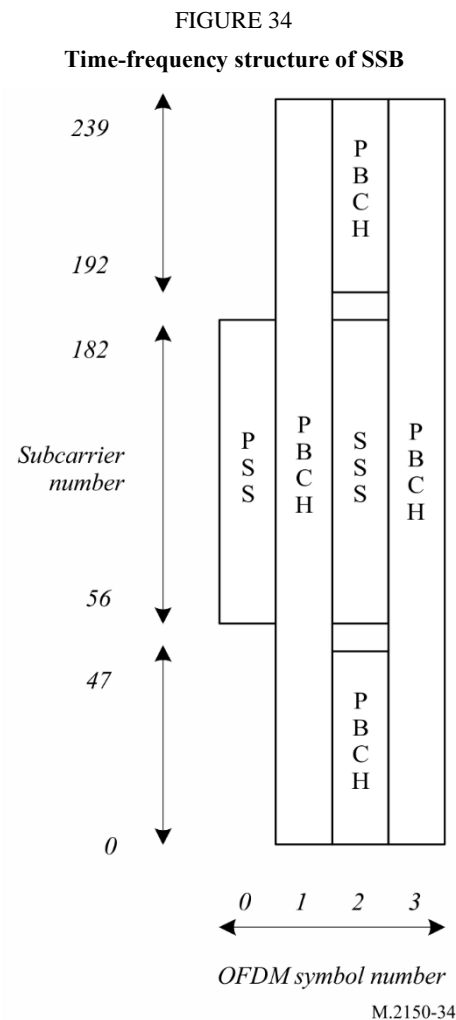 FIGURE 34
Time-frequency structure of SSB
239
192
182
Subcarrier
number
56
47
0
P
S
S
P
B
C
H
P
B
C
H
S
S
S
P
B
C
H
P
B
C
H
0 1 2 3
OFDM symbol number
M.2150-34